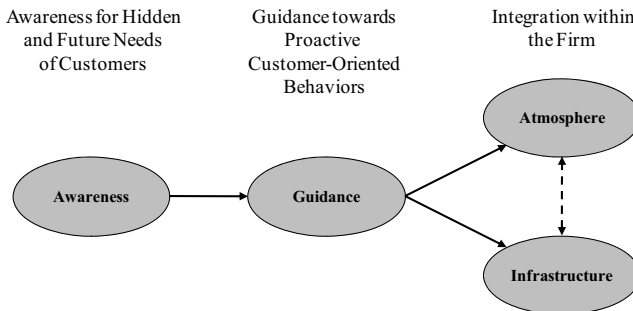 Awareness for Hidden
and Future Needs
of Customers
Guidance towards
Proactive
Customer-Oriented
Behaviors
Integration within
the Firm
Atmosphere
Awareness
Guidance
Infrastructure